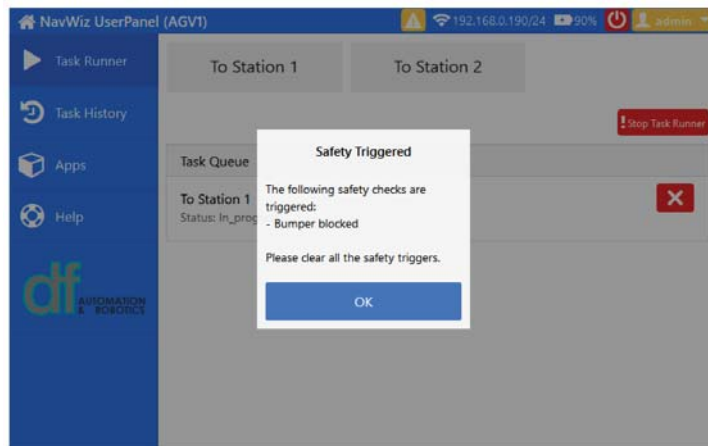 NavWiz UserPanel (AGV1)
192.168.0.190/24
90%
admin
Task Runner
To Station 1
To Station 2
Task History
Stop Task Runner
Apps
Task Queue
Help
To Station 1
Status: In_prog
Safety Triggered
The following safety checks are
triggered:
- Bumper blocked
Please clear all the safety triggers.
OK
df
AUTOMATION
& ROBOTICS